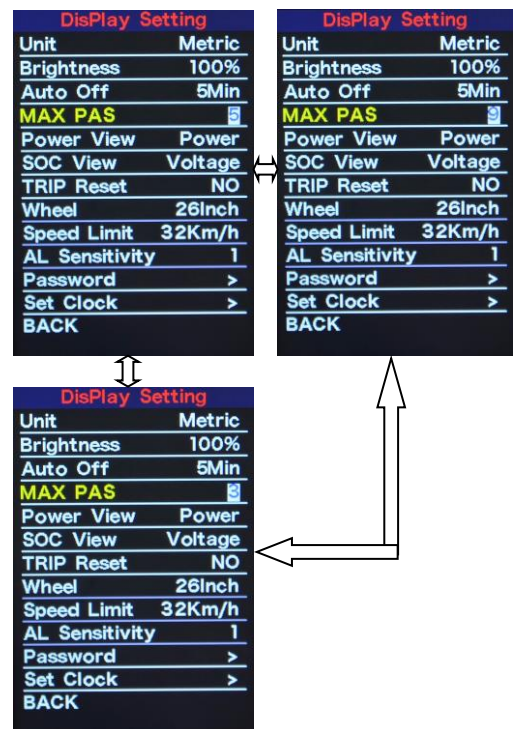 DisPlay Setting
Unit Metric
Brightness 100%
Auto Off 5Min
MAX PAS 5
Power View Power
SOC View Voltage
TRIP Reset NO
Wheel 26Inch
Speed Limit 32Km/h
AL Sensitivity 1
Password >
Set Clock >
BACK
DisPlay Setting
Unit Metric
Brightness 100%
Auto Off 5Min
MAX PAS 9
Power View Power
SOC View Voltage
TRIP Reset NO
Wheel 26Inch
Speed Limit 32Km/h
AL Sensitivity 1
Password >
Set Clock >
BACK
DisPlay Setting
Unit Metric
Brightness 100%
Auto Off 5Min
MAX PAS 3
Power View Power
SOC View Voltage
TRIP Reset NO
Wheel 26Inch
Speed Limit 32Km/h
AL Sensitivity 1
Password >
Set Clock >
BACK